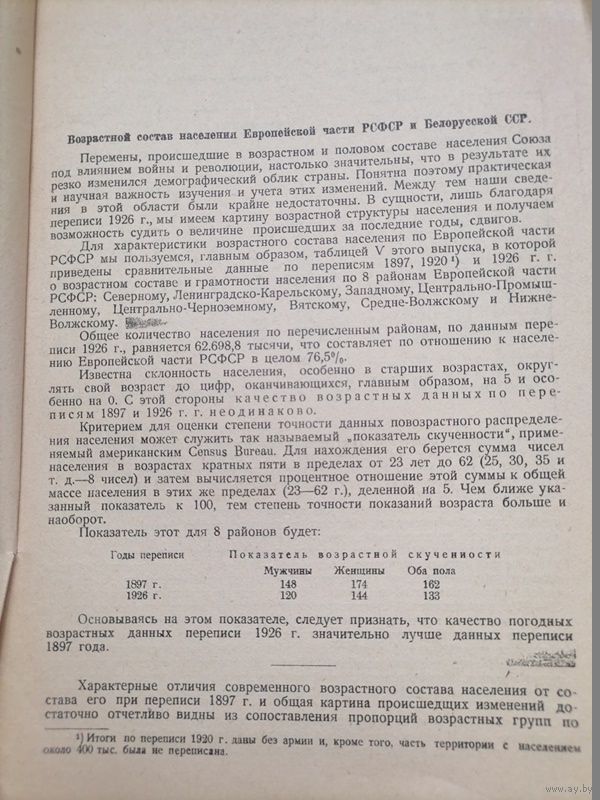 Возрастной состав населения Европейской части РСФСР и Белорусской ССР.
Перемены, происшедшие в возрастном и половом составе населения Союза
под влиянием войны и революции, настолько значительны, что в результате их
резко изменился демографический облик страны. Понятна поэтому практическая
и научная важность изучения и учета этих изменений. Между тем наши сведе-
ния в этой области были крайне недостаточны. В сущности, лишь благодаря
переписи 1926 г., мы имеем картину возрастной структуры населения и получаем
возможность судить о величине происшедших за последние годы, сдвигов.
Для характеристики возрастного состава населения по Европейской части
РСФСР мы пользуемся, главным образом, таблицей V этого выпуска, в которой
приведены сравнительные данные по переписям 1897, 1920 ¹) и 1926 г. г.
о возрастном составе и грамотности населения по 8 районам Европейской части
РСФСР: Северному, Ленинградско-Карельскому, Западному, Центрально-Промыш-
ленному, Центрально-Черноземному, Вятскому, Средне-Волжскому и Нижне-
Волжскому.
Общее количество населения по перечисленным районам, по данным пере-
писи 1926 г., равняется 62.698,8 тысячи, что составляет по отношению к населе-
нию Европейской части РСФСР в целом 76,5%.
Известна склонность населения, особенно в старших возрастах, округ-
лять свой возраст до цифр, оканчивающихся, главным образом, на 5 и осо-
бенно на 0. С этой стороны качество возрастных данных по пере-
писям 1897 и 1926 г. г. неодинаково.
Критерием для оценки степени точности данных повозрастного распределе-
ния населения может служить так называемый „показатель скученности“, приме-
няемый американским Census Bureau. Для нахождения его берется сумма чисел
населения в возрастах кратных пяти в пределах от 23 лет до 62 (25, 30, 35 и
т. д.—8 чисел) и затем вычисляется процентное отношение этой суммы к общей
массе населения в этих же пределах (23—62 г.), деленной на 5. Чем ближе ука-
занный показатель к 100, тем степень точности показаний возраста больше и
наоборот.
Показатель этот для 8 районов будет:
Годы переписи Показатель возрастной скученности
Мужчины Женщины Оба пола
1897 г. 148 174 162
1926 г. 120 144 133
Основываясь на этом показателе, следует признать, что качество погодных
возрастных данных переписи 1926 г. значительно лучше данных переписи
1897 года.
Характерные отличия современного возрастного состава населения от со-
става его при переписи 1897 г. и общая картина происшедщих изменений до-
статочно отчетливо видны из сопоставления пропорций возрастных групп по
¹) Итоги по переписи 1920 г. даны без армии и, кроме того, часть территории с населением
около 400 тыс. была не переписана.
www.ay.by